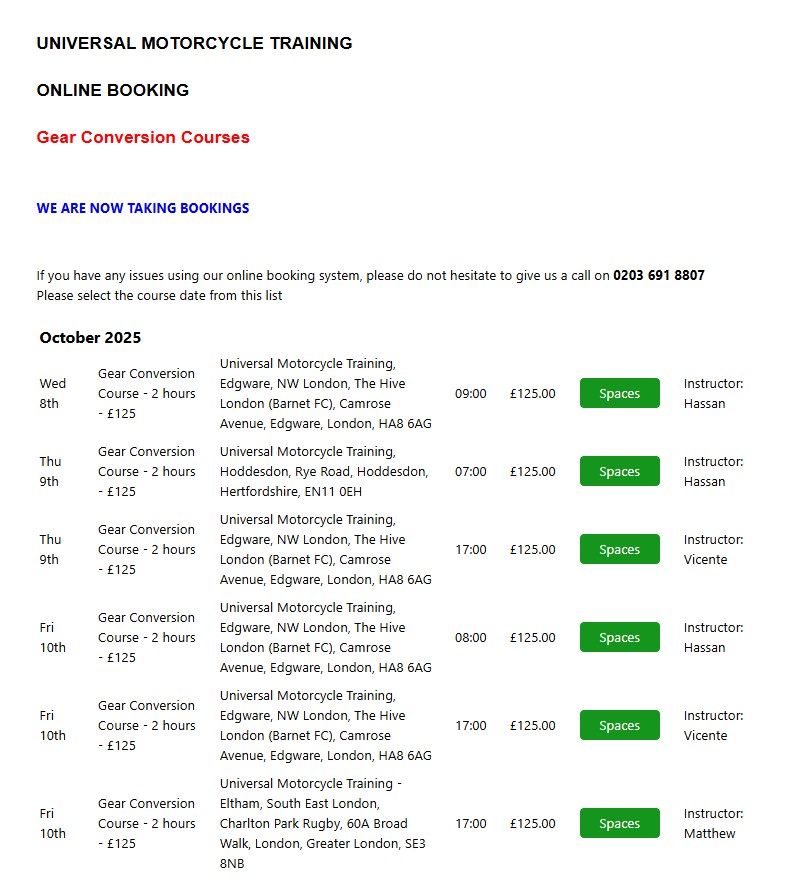 UNIVERSAL MOTORCYCLE TRAINING
ONLINE BOOKING
Gear Conversion Courses
WE ARE NOW TAKING BOOKINGS
If you have any issues using our online booking system, please do not hesitate to give us a call on 0203 691 8807
Please select the course date from this list
October 2025
Wed
8th
Gear Conversion
Course - 2 hours
- £125
Universal Motorcycle Training,
Edgware, NW London, The Hive
London (Barnet FC), Camrose
Avenue, Edgware, London, HA8 6AG
09:00
£125.00
Spaces
Instructor:
Hassan
Thu
9th
Gear Conversion
Course - 2 hours
- £125
Universal Motorcycle Training,
Hoddesdon, Rye Road, Hoddesdon,
Hertfordshire, EN11 0EH
07:00
£125.00
Spaces
Instructor:
Hassan
Thu
9th
Gear Conversion
Course - 2 hours
- £125
Universal Motorcycle Training,
Edgware, NW London, The Hive
London (Barnet FC), Camrose
Avenue, Edgware, London, HA8 6AG
17:00
£125.00
Spaces
Instructor:
Vicente
Fri
10th
Gear Conversion
Course - 2 hours
- £125
Universal Motorcycle Training,
Edgware, NW London, The Hive
London (Barnet FC), Camrose
Avenue, Edgware, London, HA8 6AG
08:00
£125.00
Spaces
Instructor:
Hassan
Fri
10th
Gear Conversion
Course - 2 hours
- £125
Universal Motorcycle Training,
Edgware, NW London, The Hive
London (Barnet FC), Camrose
Avenue, Edgware, London, HA8 6AG
17:00
£125.00
Spaces
Instructor:
Vicente
Fri
10th
Gear Conversion
Course - 2 hours
- £125
Universal Motorcycle Training -
Eltham, South East London,
Charlton Park Rugby, 60A Broad
Walk, London, Greater London, SE3
8NB
17:00
£125.00
Spaces
Instructor:
Matthew